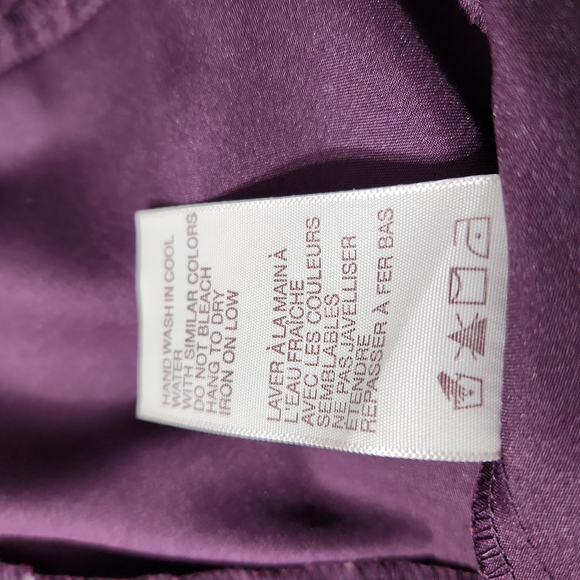 HAND WASH IN COOL
WATER
WITH SIMILAR COLORS
DO NOT BLEACH
HANG TO DRY
IRON ON LOW
LAVER À LA MAIN À
L'EAU FRAÎCHE
AVEC LES COULEURS
SEMBLABLES
NE PAS JAVELLISER
ÉTENDRE
REPASSER À FER BAS